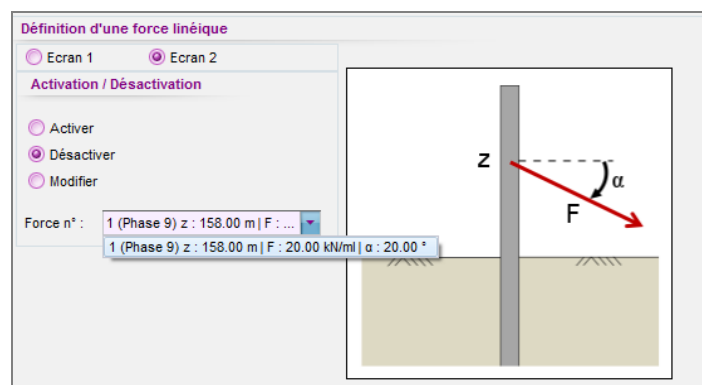 Définition d'une force linéique
Ecran 1 Ecran 2
Activation / Désactivation
Activer
Désactiver
Modifier
Force n° : 1 (Phase 9) z : 158.00 m | F : ...
1 (Phase 9) z : 158.00 m | F : 20.00 kN/ml | α : 20.00 °
z
α
F